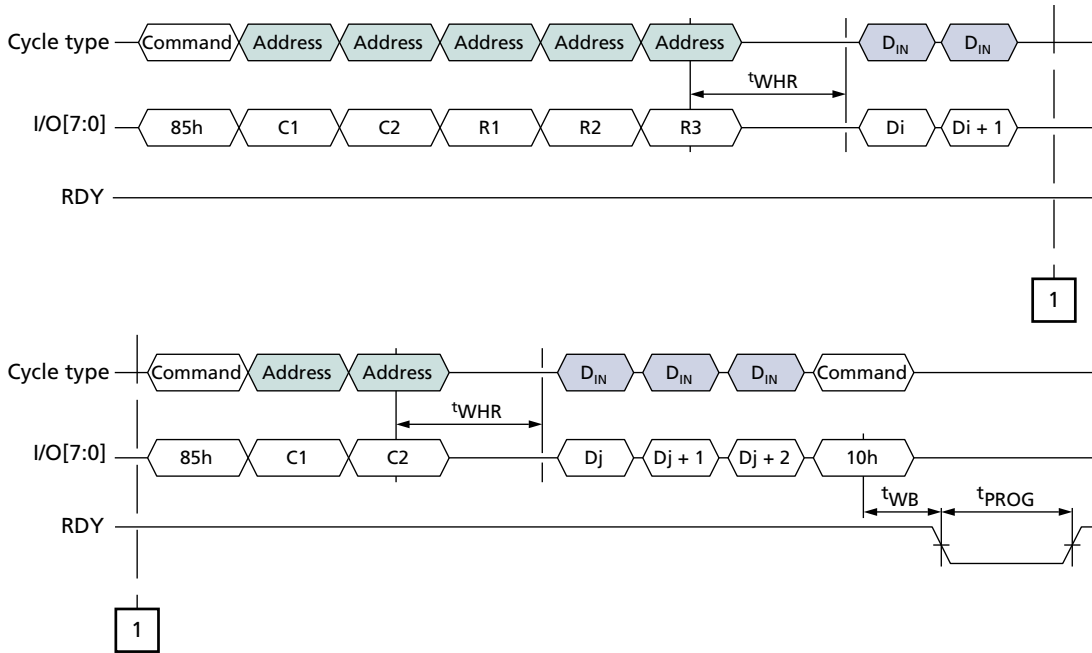 Cycle type Command Address Address Address Address Address DIN DIN
tWHR
I/O[7:0] 85h C1 C2 R1 R2 R3 Di Di + 1
RDY
1
Cycle type Command Address Address DIN DIN DIN Command
tWHR
I/O[7:0] 85h C1 C2 Dj Dj + 1 Dj + 2 10h
tWB tPROG
RDY
1